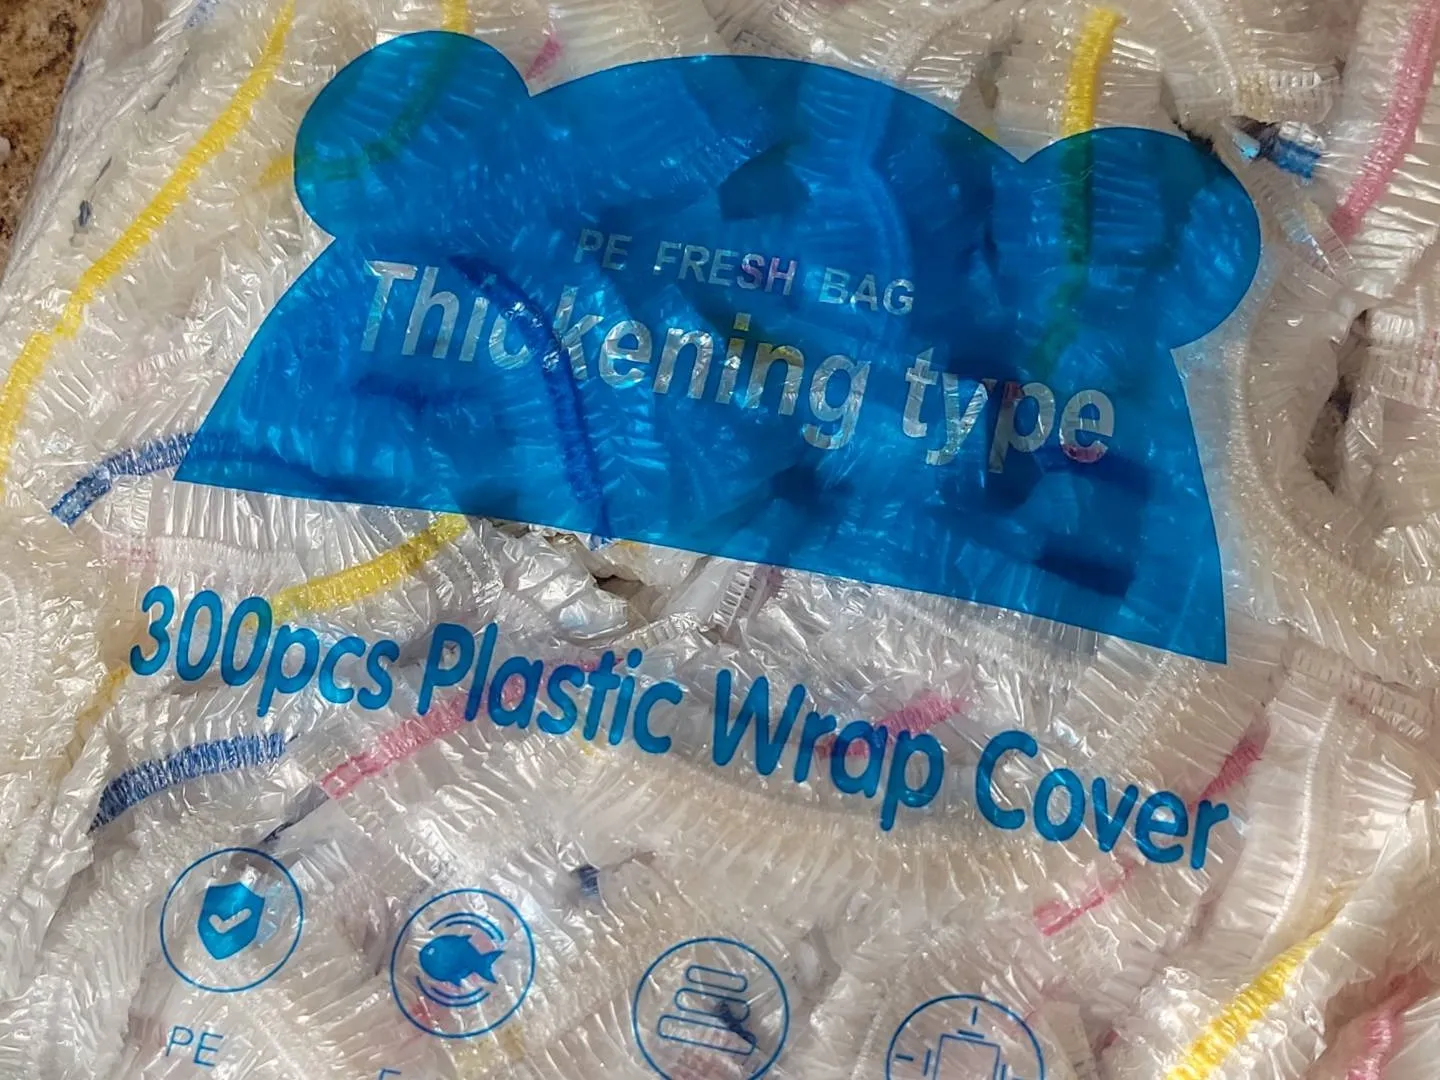 PE FRESH BAG
Thickening type
300pcs Plastic Wrap Cover
PE